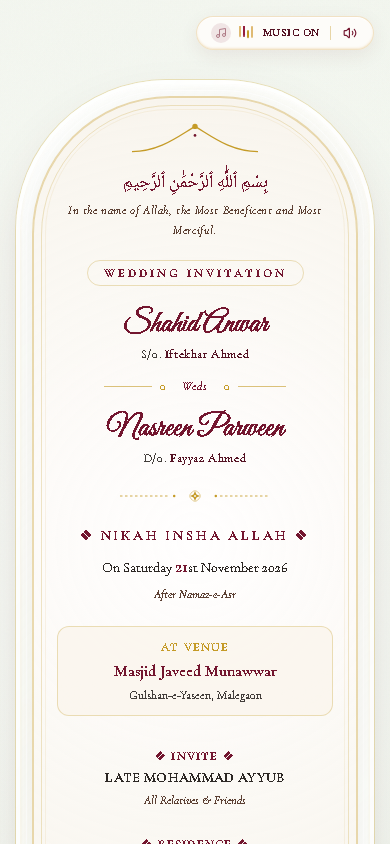 MUSIC ON
بِسْمِ ٱللَّٰهِ ٱلرَّحْمَٰنِ ٱلرَّحِيمِ
In the name of Allah, the Most Beneficent and Most
Merciful.
WEDDING INVITATION
Shahid Anwar
S/o. Iftekhar Ahmed
Weds
Nasreen Parween
D/o. Fayyaz Ahmed
❖ NIKAH INSHA ALLAH ❖
On Saturday 21st November 2026
After Namaz-e-Asr
AT VENUE
Masjid Javeed Munawwar
Gulshan-e-Yaseen, Malegaon
❖ INVITE ❖
LATE MOHAMMAD AYYUB
All Relatives & Friends
❖ RESIDENCE ❖